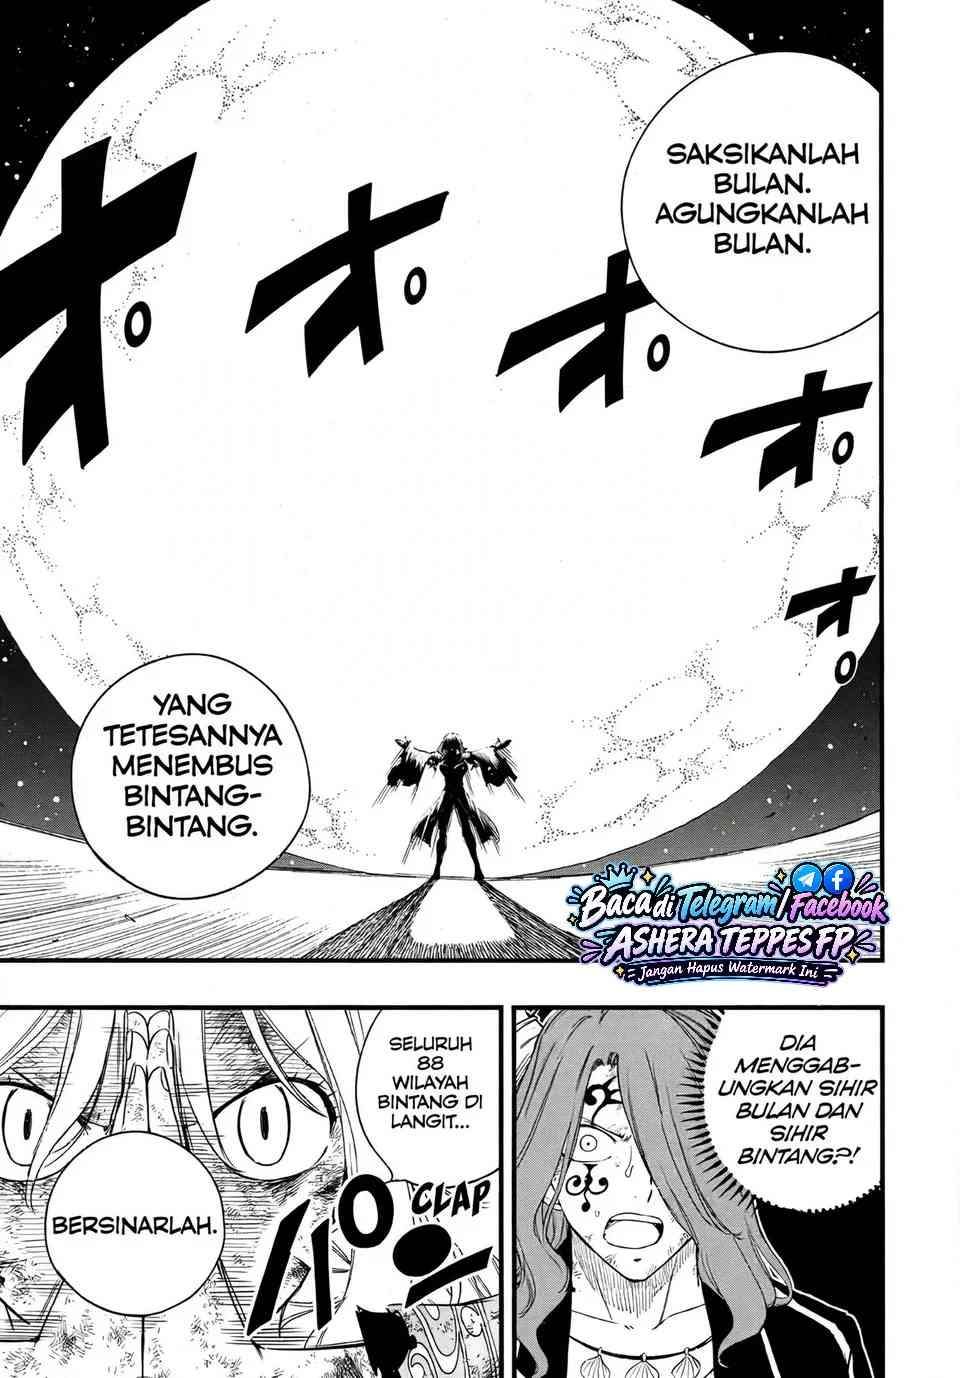 SAKSIKANLAH
BULAN.
AGUNGKANLAH
BULAN.
オ
オ
オ
オ
オ
YANG
TETESANNYA
MENEMBUS
BINTANG-
BINTANG.
Baca di Telegram/Facebook
ASHERA TEPPES FP
Jangan Hapus Watermark Ini
DIA
MENGGAB-
UNGKAN SIHIR
BULAN DAN
SIHIR
BINTANG?!
SELURUH
88
WILAYAH
BINTANG DI
LANGIT...
パン
CLAP
BERSINARLAH.